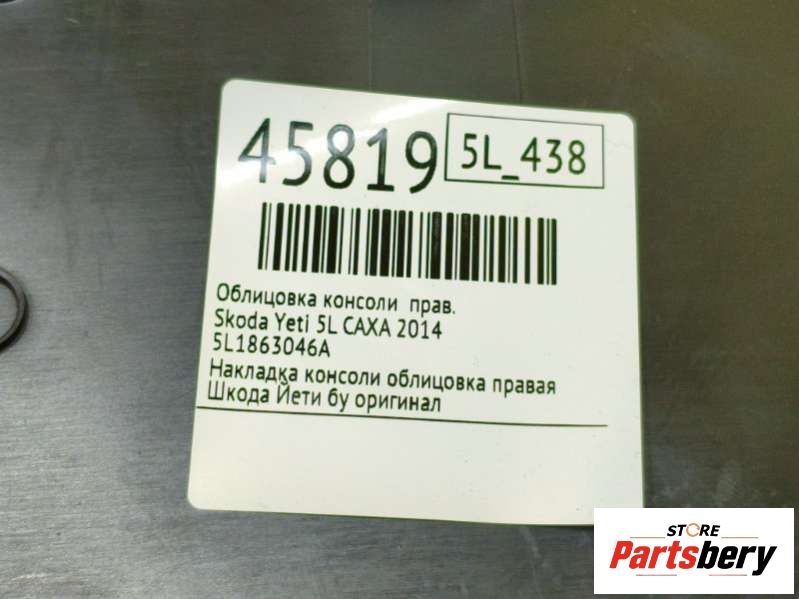 45819
5L_438
Облицовка консоли прав.
Skoda Yeti 5L CAXA 2014
5L1863046A
Накладка консоли облицовка правая
Шкода Йети бу оригинал
STORE
Partsbery